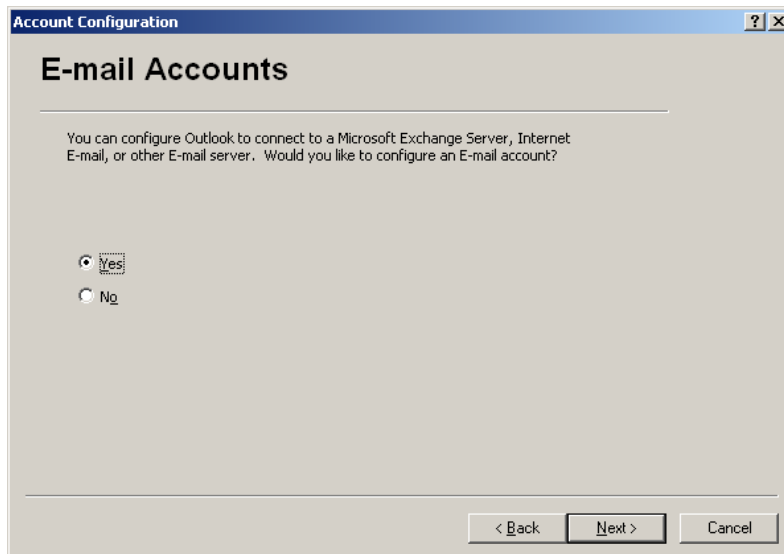 Account Configuration
E-mail Accounts
You can configure Outlook to connect to a Microsoft Exchange Server, Internet
E-mail, or other E-mail server.  Would you like to configure an E-mail account?
Yes
No
< Back
Next >
Cancel